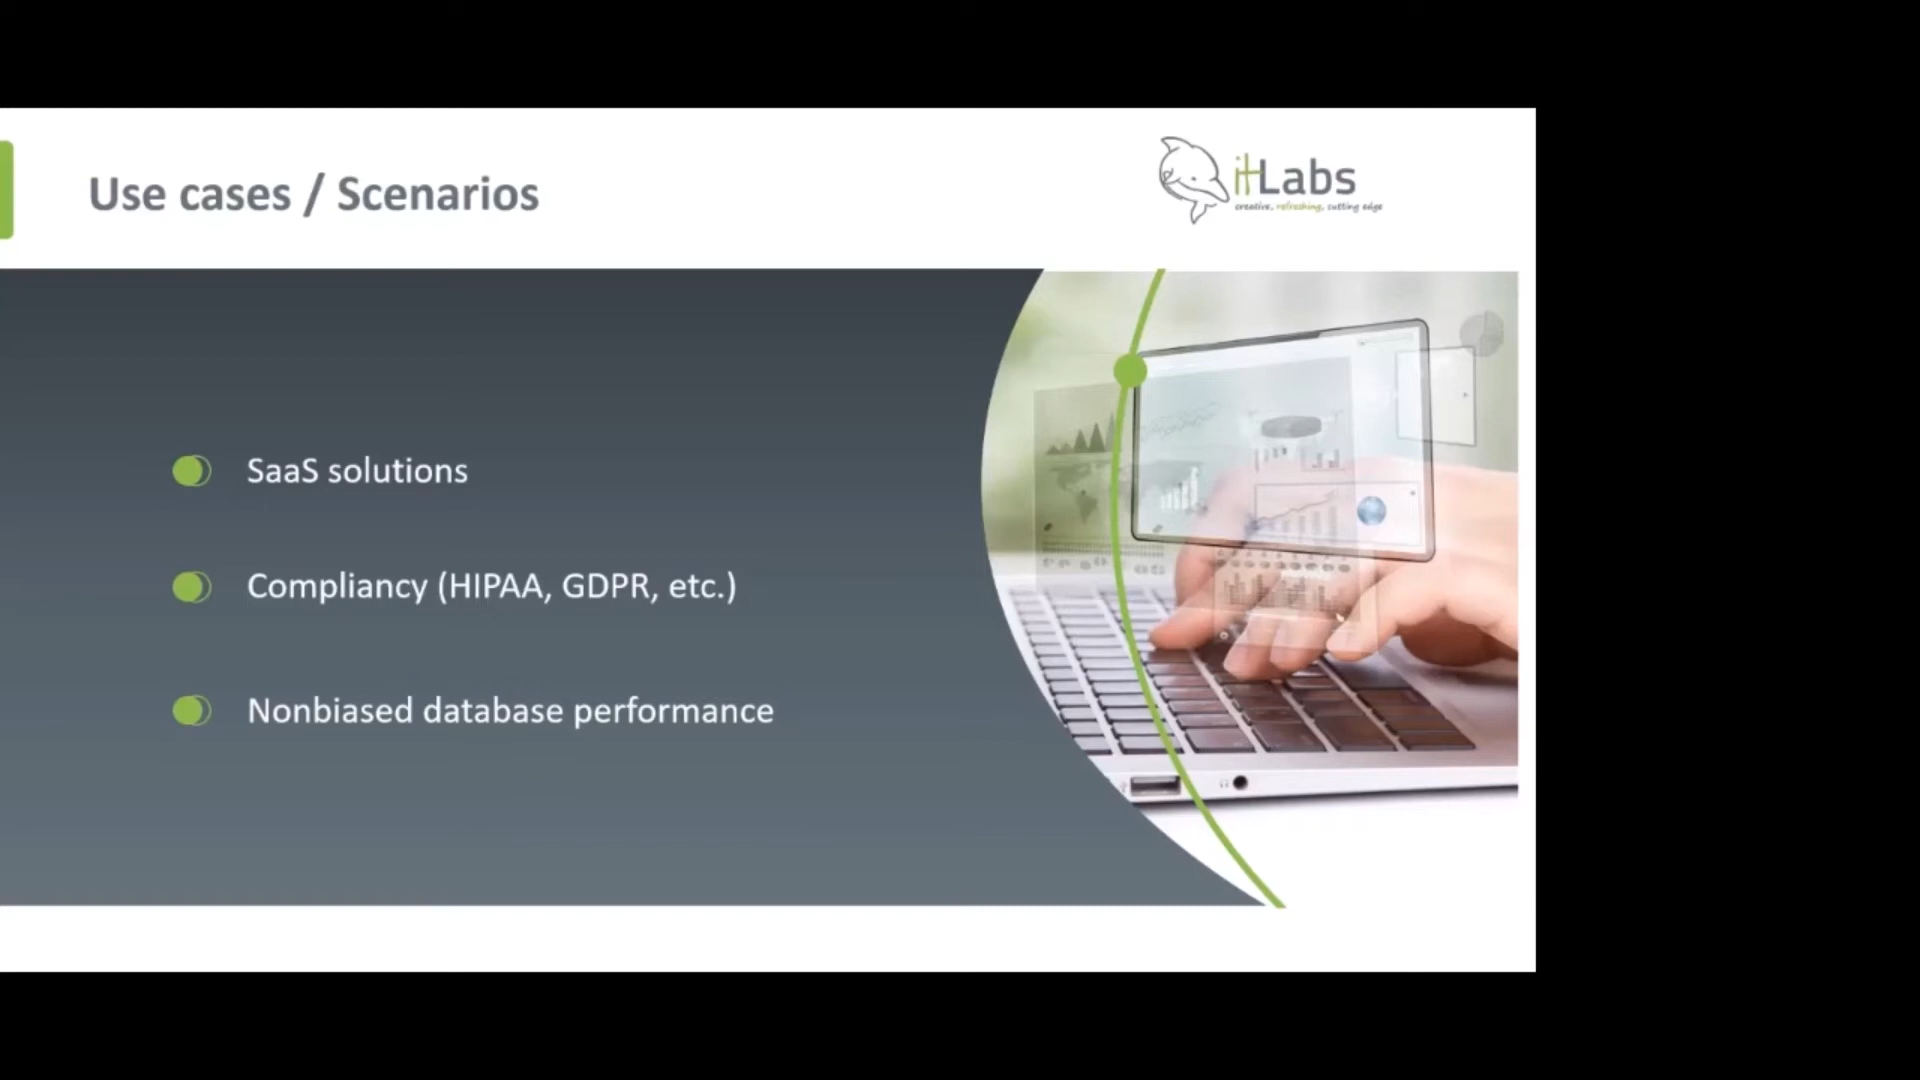 Use cases / Scenarios
itLabs
creative, refreshing, cutting edge
SaaS solutions
Compliancy (HIPAA, GDPR, etc.)
Nonbiased database performance